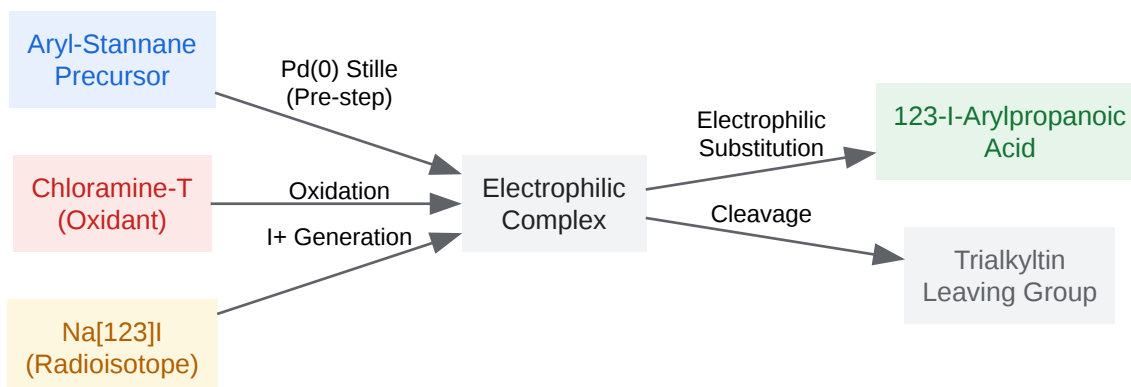 Aryl-Stannane
Precursor
Pd(0) Stille
(Pre-step)
Chloramine-T
(Oxidant)
Oxidation
I+ Generation
Na[123]I
(Radioisotope)
Electrophilic
Complex
Electrophilic
Substitution
Cleavage
123-I-Arylpropanoic
Acid
Trialkyltin
Leaving Group